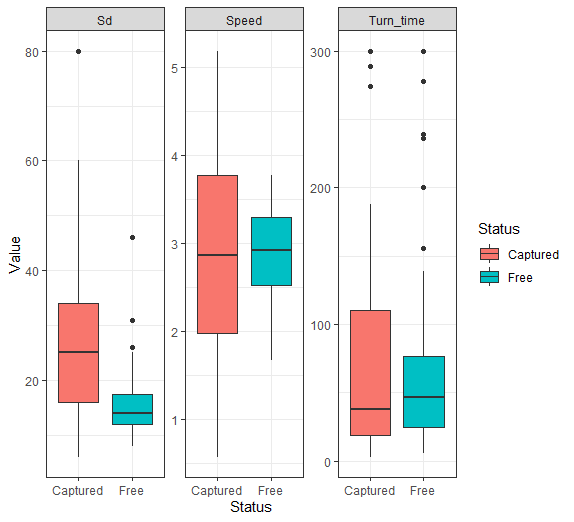 Sd
Speed
Turn_time
80
60
40
20
5
4
3
2
1
300
200
100
0
Value
Captured Free
Captured Free
Captured Free
Status
Status
Captured
Free